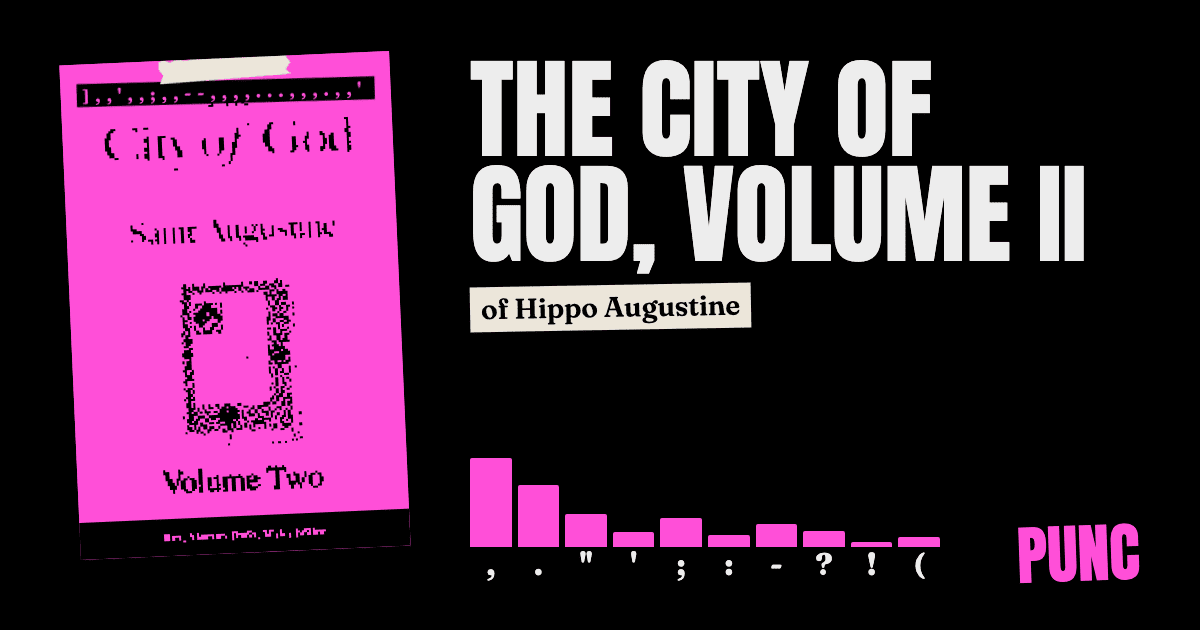 ],,',,;,,--,,,,...,,,.,,'
City of God
Saint Augustine
Volume Two
THE CITY OF
GOD, VOLUME II
of Hippo Augustine
, . " ' ; : - ? ! (
PUNC